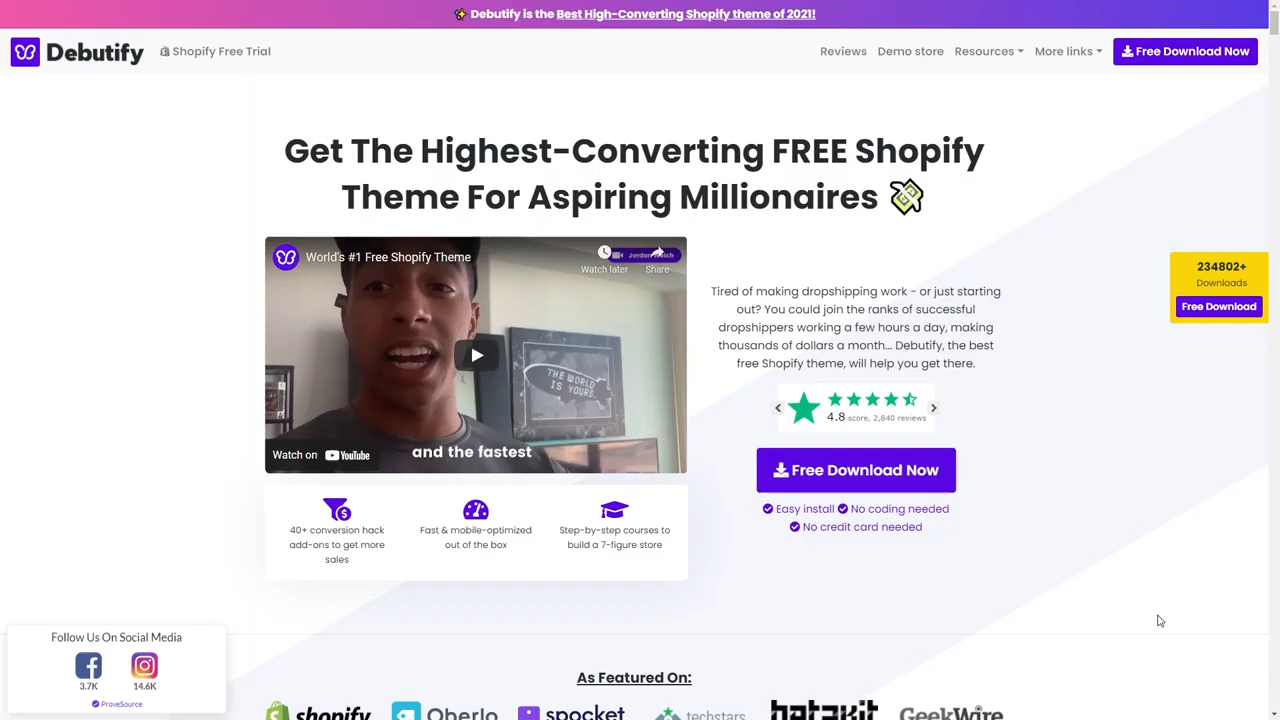 ✨ Debutify is the Best High-Converting Shopify theme of 2021!
Debutify
Shopify Free Trial
Reviews
Demo store
Resources
More links
Free Download Now
Get The Highest-Converting FREE Shopify
Theme For Aspiring Millionaires 💸
World's #1 Free Shopify Theme
Watch later
Share
THE WORLD
IS YOURS
and the fastest
Watch on YouTube
Tired of making dropshipping work - or just starting
out? You could join the ranks of successful
dropshippers working a few hours a day, making
thousands of dollars a month... Debutify, the best
free Shopify theme, will help you get there.
4.8 score, 2,840 reviews
Free Download Now
Easy install No coding needed
No credit card needed
234802+
Downloads
Free Download
40+ conversion hack
add-ons to get more
sales
Fast & mobile-optimized
out of the box
Step-by-step courses to
build a 7-figure store
Follow Us On Social Media
3.7K
14.6K
ProveSource
As Featured On:
shopify
Oberlo
spocket
techstars
hatakit
GeekWire